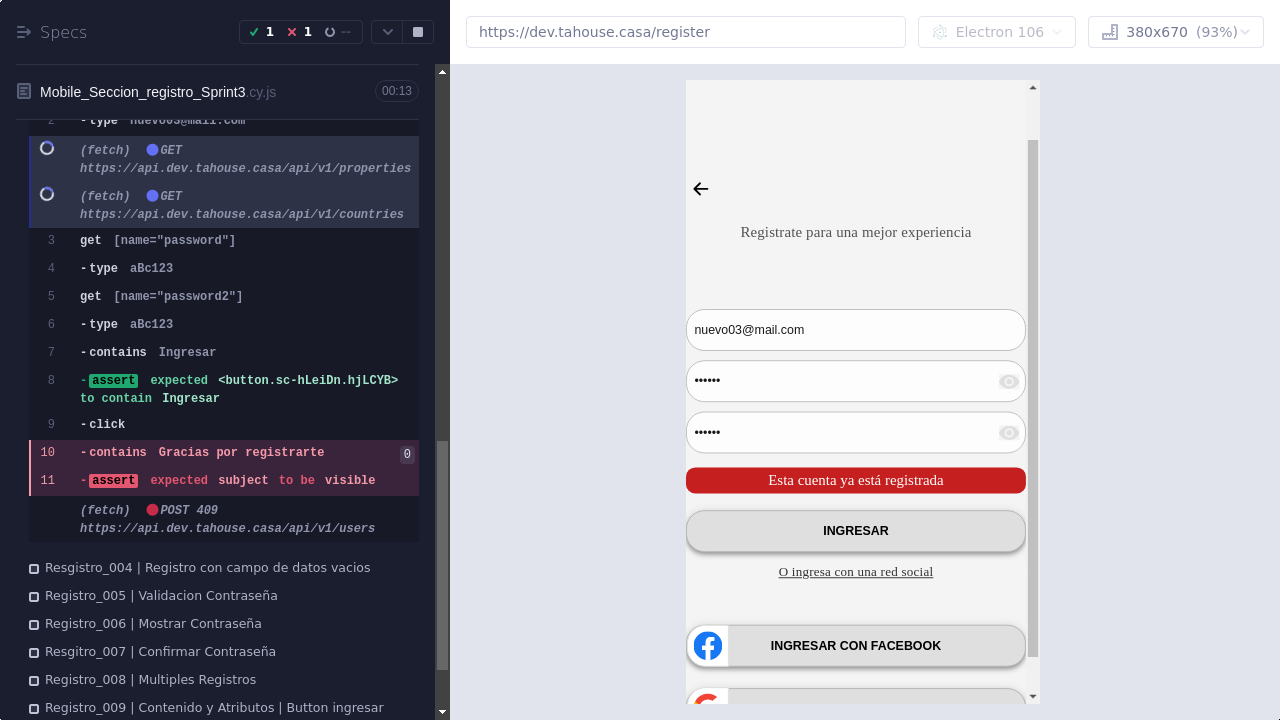 Specs
1
1
--
https://dev.tahouse.casa/register
Electron 106
380x670 (93%)
Mobile_Seccion_registro_Sprint3.cy.js
00:13
2 -type nuevo03@mail.com
(fetch) GET
https://api.dev.tahouse.casa/api/v1/properties
(fetch) GET
https://api.dev.tahouse.casa/api/v1/countries
3 get [name="password"]
4 -type aBc123
5 get [name="password2"]
6 -type aBc123
7 -contains Ingresar
8 -assert expected <button.sc-hLeiDn.hjLCYB>
to contain Ingresar
9 -click
10 -contains Gracias por registrarte 0
11 -assert expected subject to be visible
(fetch) POST 409
https://api.dev.tahouse.casa/api/v1/users
Resgistro_004 | Registro con campo de datos vacios
Registro_005 | Validacion Contraseña
Registro_006 | Mostrar Contraseña
Resgitro_007 | Confirmar Contraseña
Registro_008 | Multiples Registros
Registro_009 | Contenido y Atributos | Button ingresar
Registrate para una mejor experiencia
nuevo03@mail.com
••••••
••••••
Esta cuenta ya está registrada
INGRESAR
O ingresa con una red social
INGRESAR CON FACEBOOK